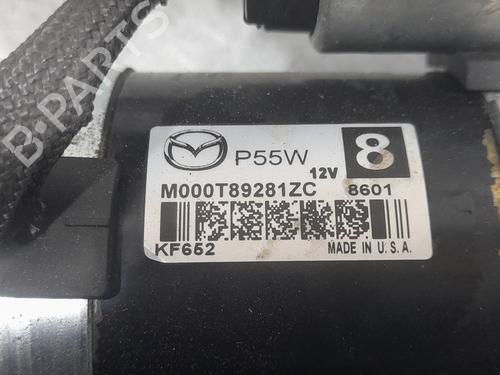 B-PARTS
P55W
12V
8
M000T89281ZC
8601
KF652
MADE IN U.S.A.